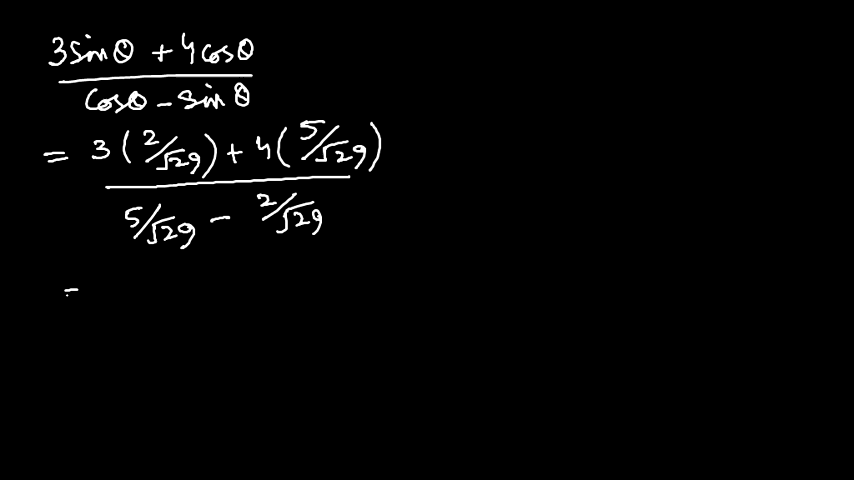 3sinθ + 4cosθ
cosθ - sinθ
= 3(2/√29) + 4(5/√29)
5/√29 - 2/√29
=